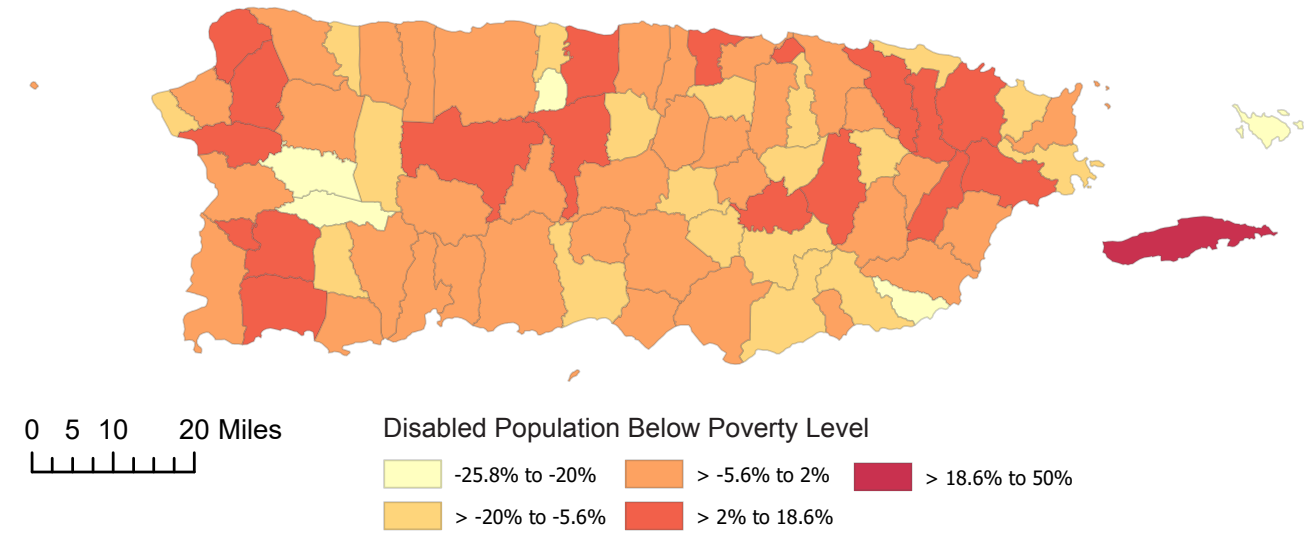 0 5 10 20 Miles
Disabled Population Below Poverty Level
-25.8% to -20%
> -5.6% to 2%
> 18.6% to 50%
> -20% to -5.6%
> 2% to 18.6%